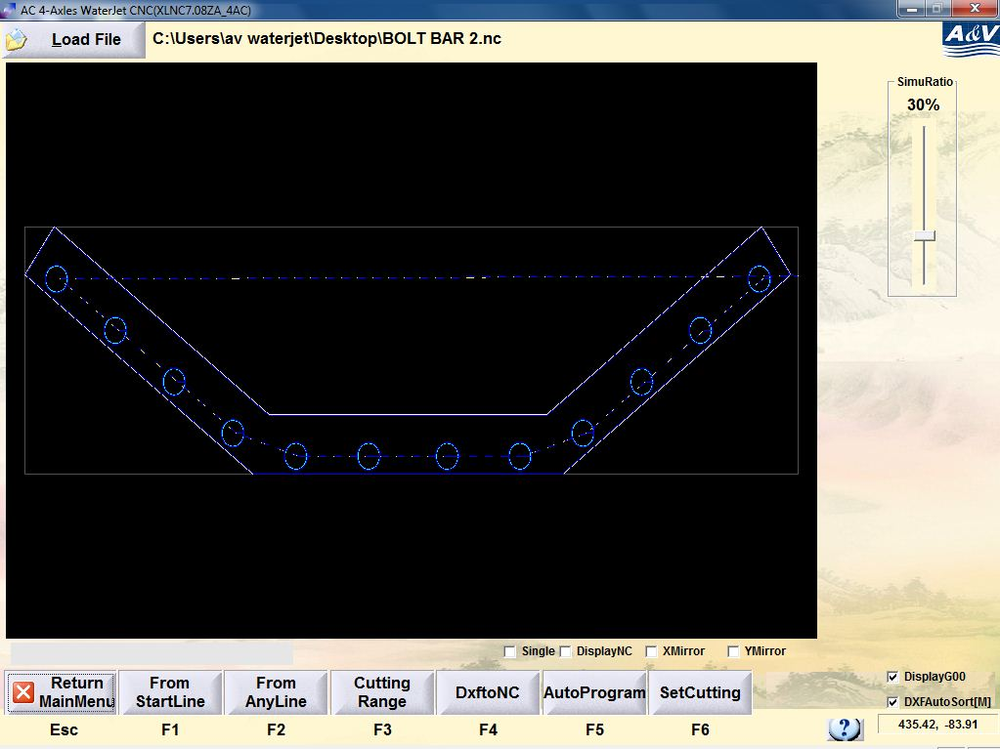 AC 4-Axles WaterJet CNC(XLNC7.08ZA_4AC)
Load File
C:\Users\av waterjet\Desktop\BOLT BAR 2.nc
A&V
SimuRatio
30%
Single
DisplayNC
XMirror
YMirror
Return
MainMenu
From
StartLine
From
AnyLine
Cutting
Range
DxftoNC
AutoProgram
SetCutting
DisplayG00
DXFAutoSort[M]
Esc
F1
F2
F3
F4
F5
F6
?
435.42, -83.91